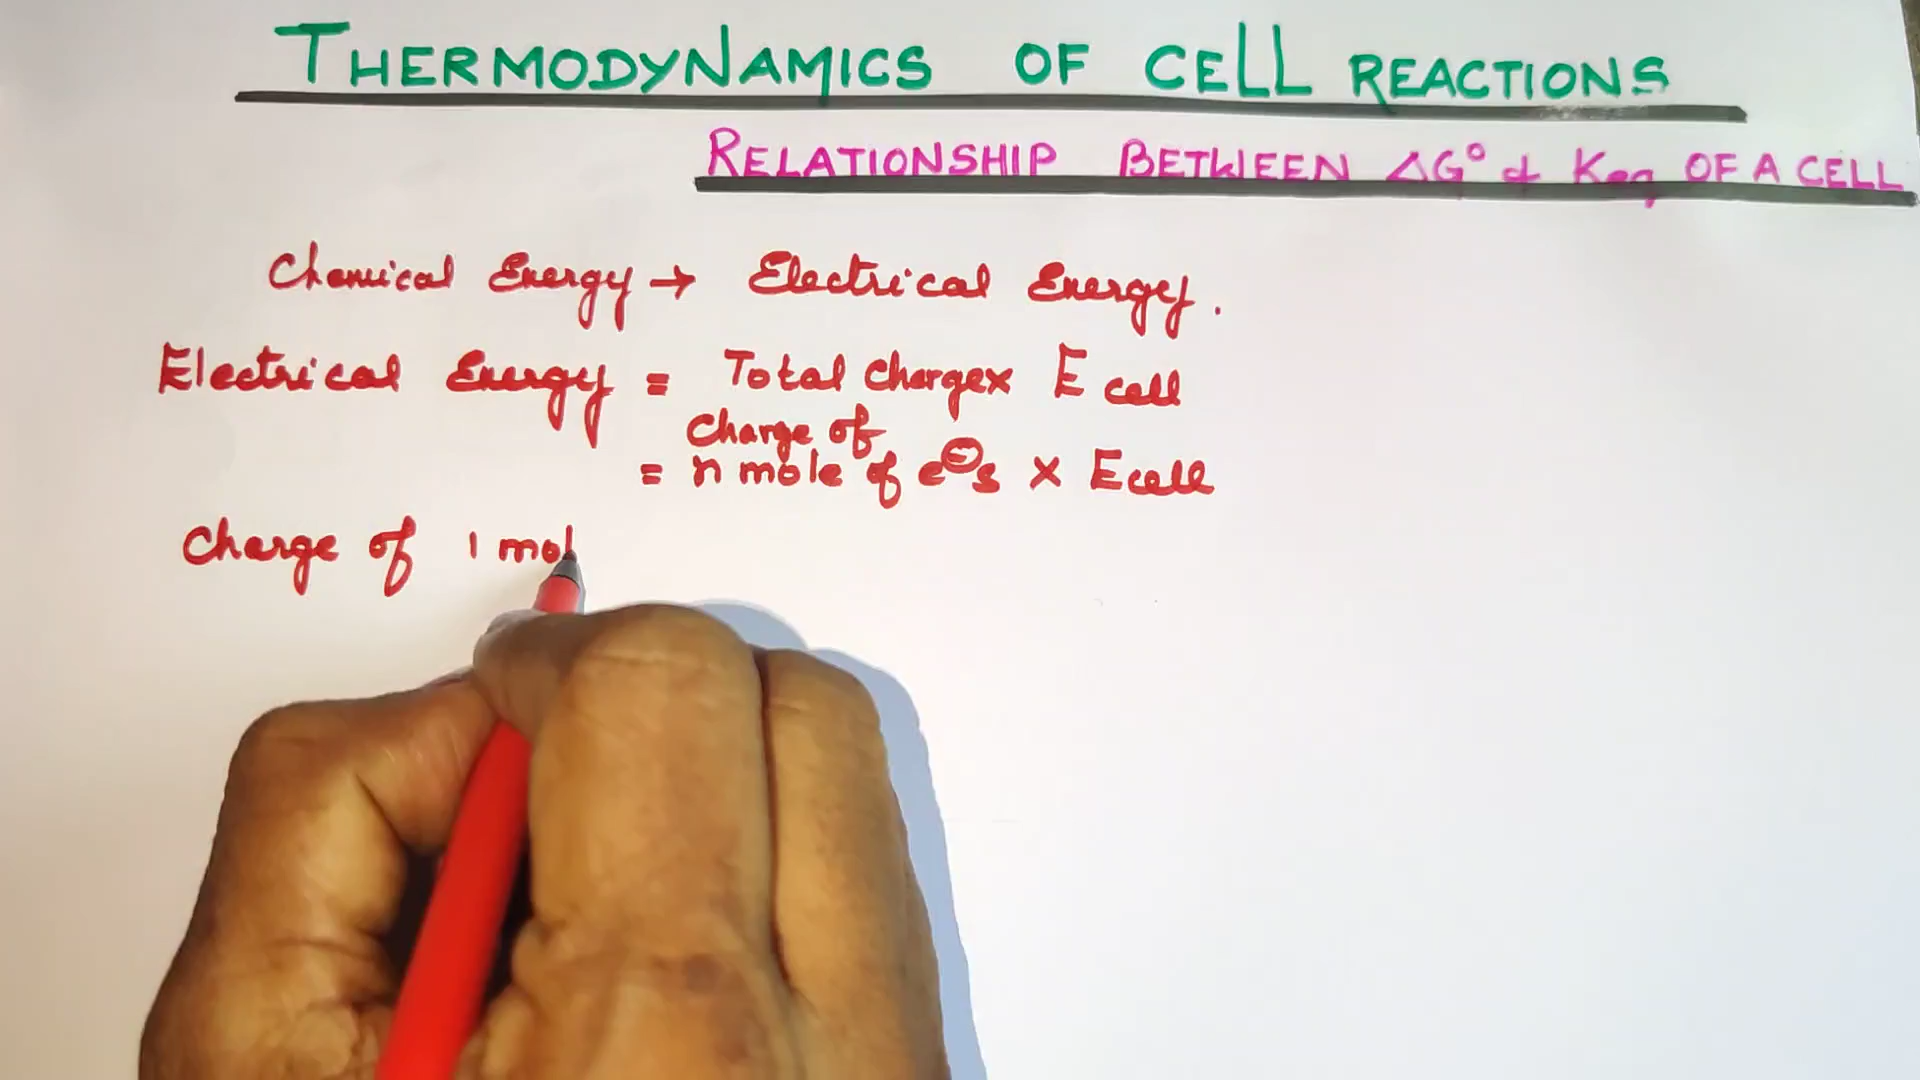 THERMODYNAMICS OF CELL REACTIONS
RELATIONSHIP BETWEEN ΔG° & Keq OF A CELL
Chemical Energy → Electrical Energy.
Electrical Energy = Total charge x E cell
= Charge of n mole of e⊖s x Ecell
Charge of 1 mol